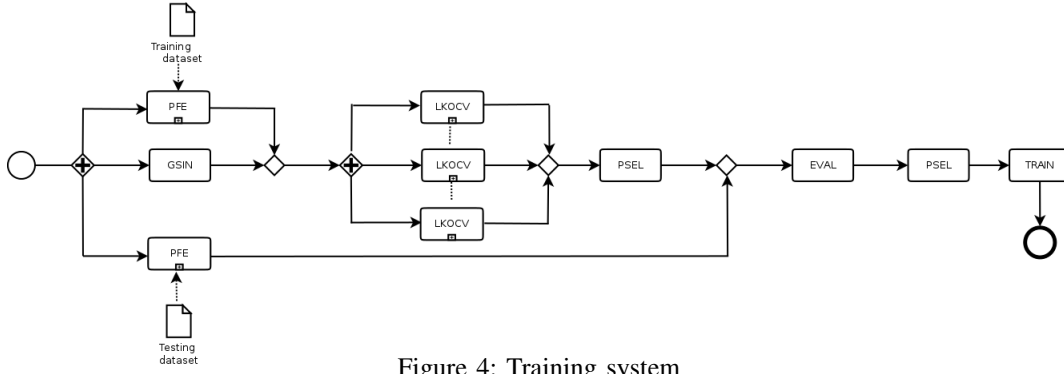 Training
dataset
PFE
GSIN
PFE
Testing
dataset
LKOCV
LKOCV
LKOCV
PSEL
EVAL
PSEL
TRAIN
Figure 4: Training system